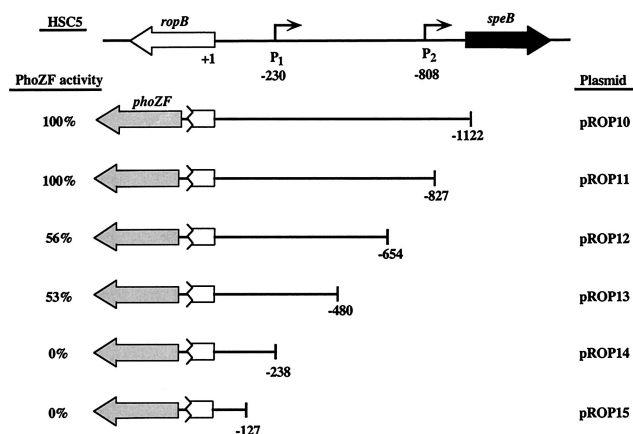 HSC5
ropB
speB
+1
P1
P2
-230
-808
PhoZF activity
Plasmid
phoZF
100%
-1122
pROP10
100%
-827
pROP11
56%
-654
pROP12
53%
-480
pROP13
0%
-238
pROP14
0%
-127
pROP15